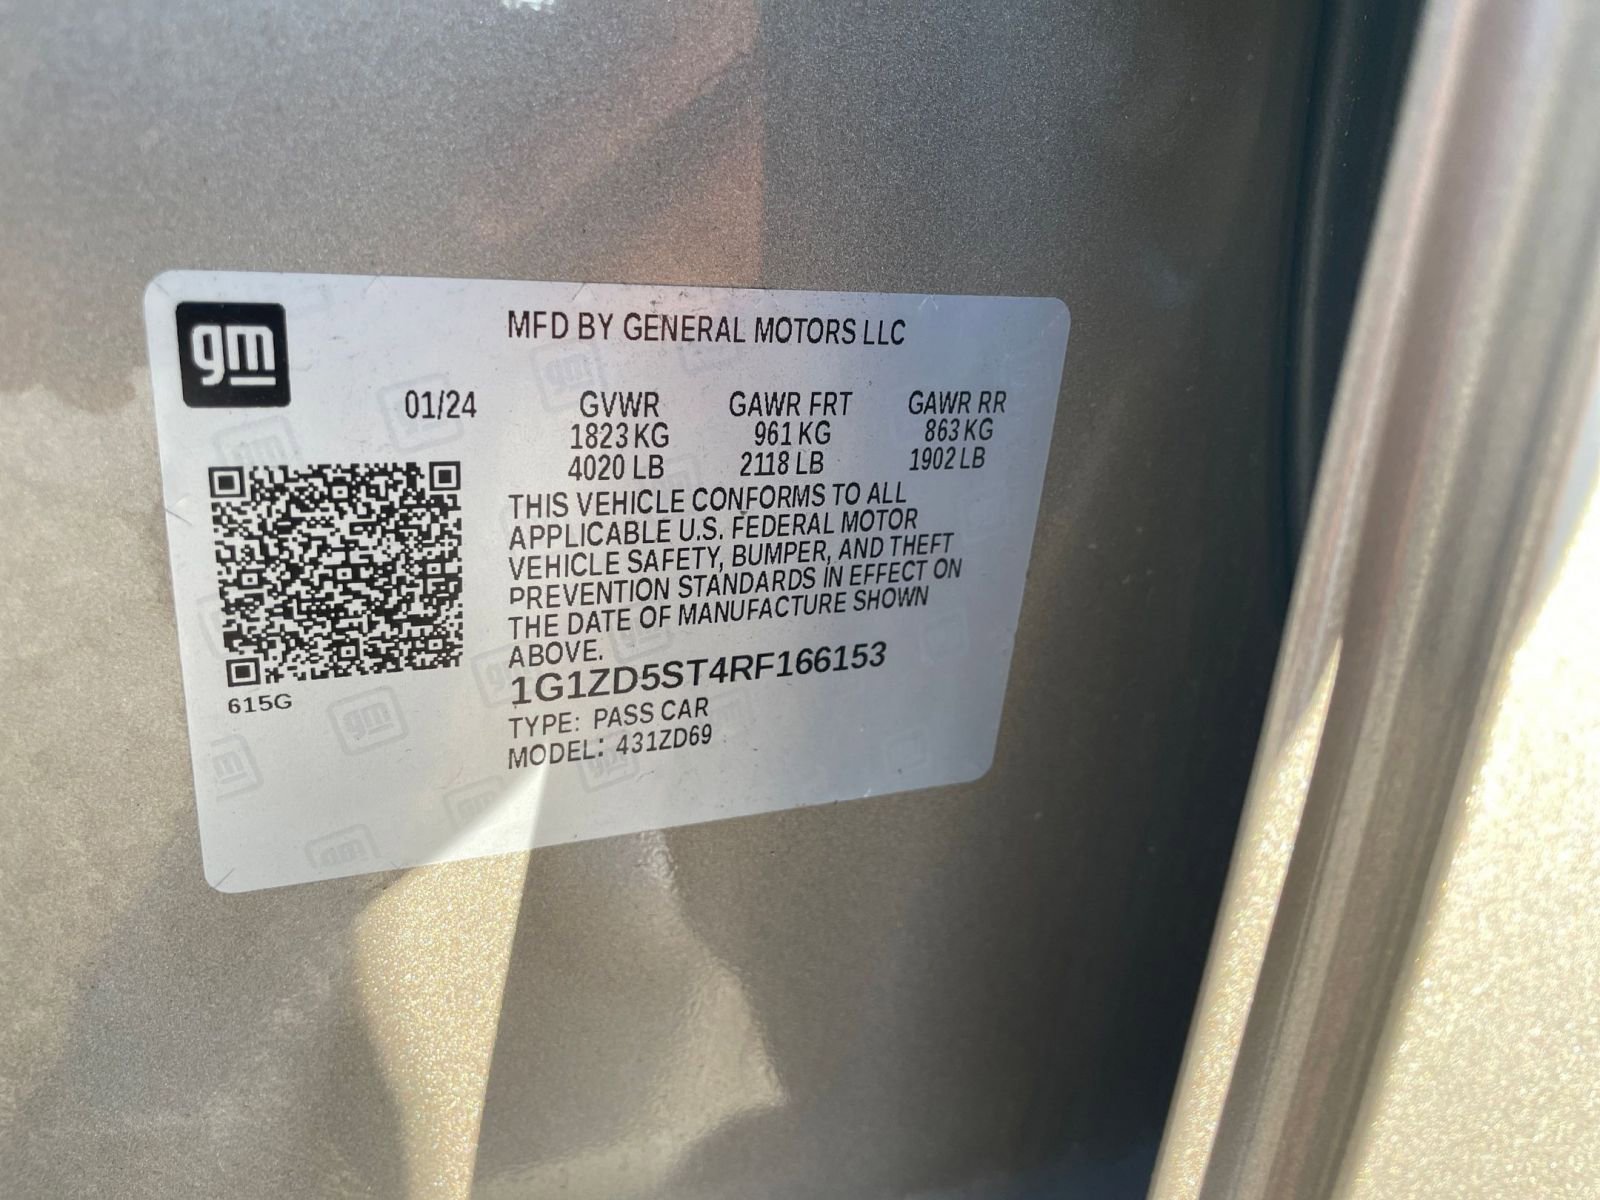 gm
MFD BY GENERAL MOTORS LLC
01/24 GVWR GAWR FRT GAWR RR
1823 KG 961 KG 863 KG
4020 LB 2118 LB 1902 LB
THIS VEHICLE CONFORMS TO ALL
APPLICABLE U.S. FEDERAL MOTOR
VEHICLE SAFETY, BUMPER, AND THEFT
PREVENTION STANDARDS IN EFFECT ON
THE DATE OF MANUFACTURE SHOWN
ABOVE.
1G1ZD5ST4RF166153
615G
TYPE: PASS CAR
MODEL: 431ZD69